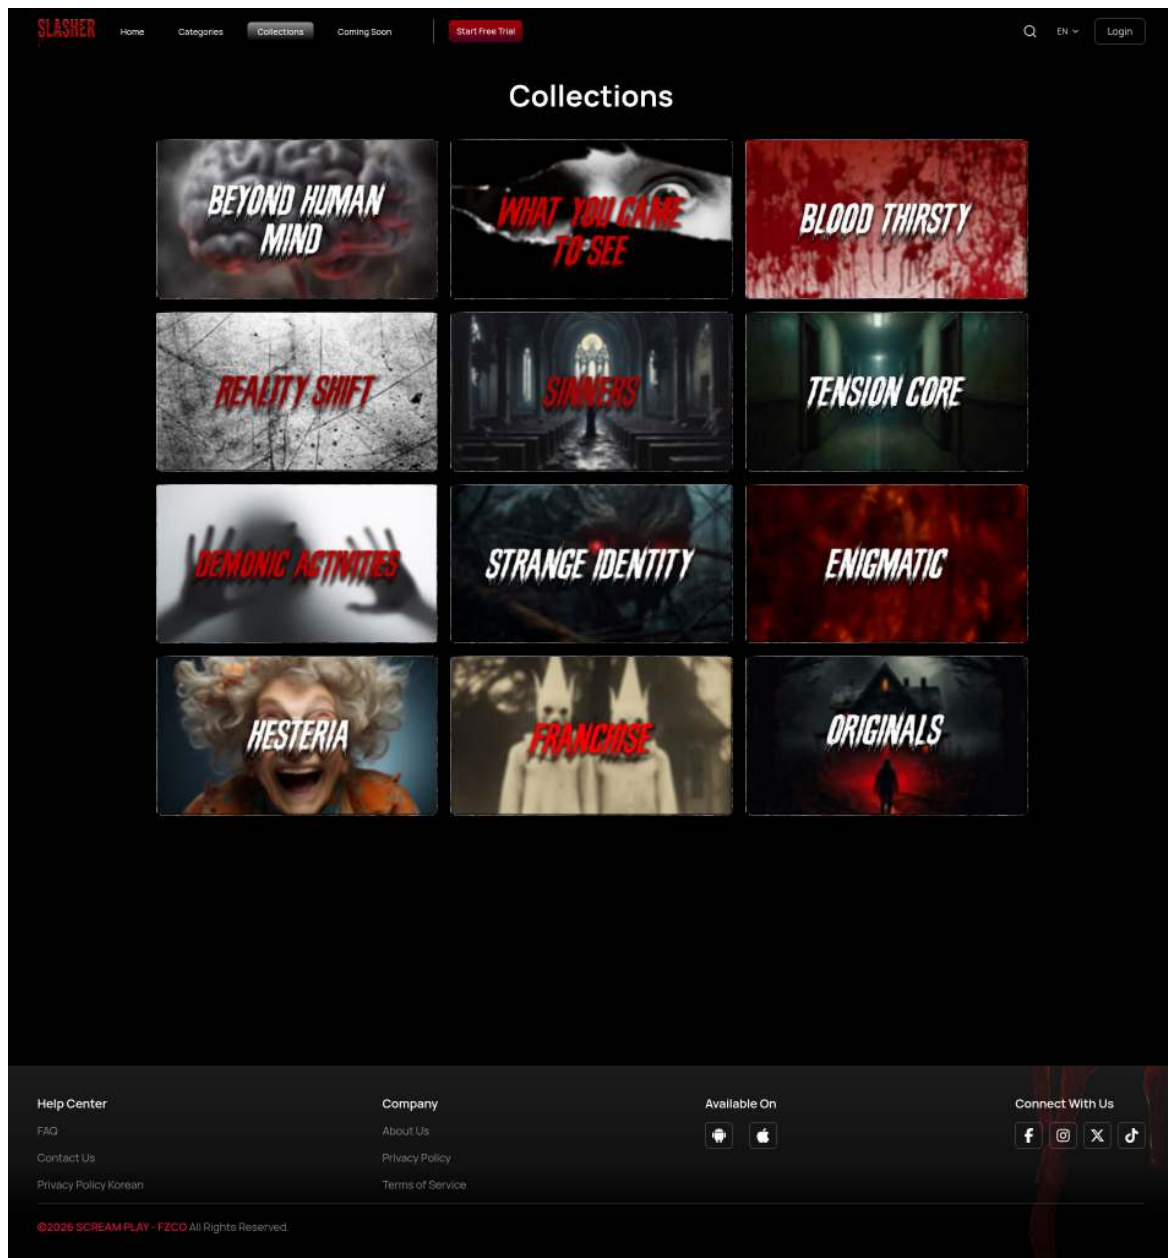 SLASHER Home Categories Collections Coming Soon Start Free Trial EN Login
Collections
BEYOND HUMAN
MIND
WHAT YOU CAME
TO SEE
BLOOD THIRSTY
REALITY SHIFT
SINNERS
TENSION CORE
DEMONIC ACTIVITIES
STRANGE IDENTITY
ENIGMATIC
HESTERIA
FRANCHISE
ORIGINALS
Help Center
FAQ
Contact Us
Privacy Policy Korean
Company
About Us
Privacy Policy
Terms of Service
Available On
Connect With Us
©2026 SCREAM PLAY - FZCO All Rights Reserved.